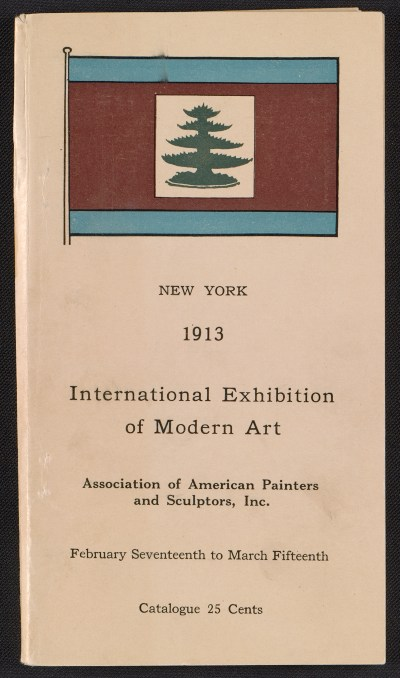 NEW YORK
1913
International Exhibition
of Modern Art
Association of American Painters
and Sculptors, Inc.
February Seventeenth to March Fifteenth
Catalogue 25 Cents